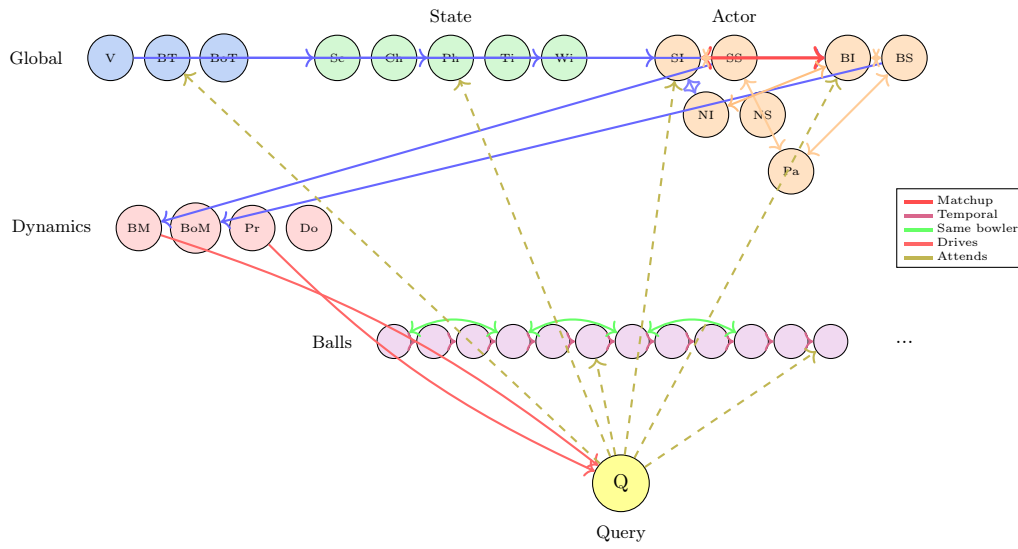 State Actor
Global V BT BoT Sc Ch Ph Ti Wi SI SS BI BS
NI NS
Pa
Matchup
Temporal
Same bowler
Drives
Attends
Dynamics BM BoM Pr Do
Balls ...
Q
Query